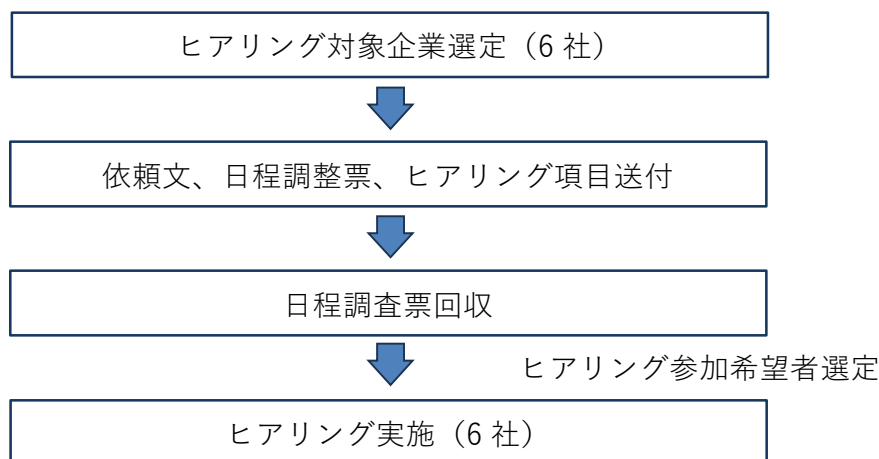 ヒアリング対象企業選定（6 社）
依頼文、日程調整票、ヒアリング項目送付
日程調査票回収
ヒアリング参加希望者選定
ヒアリング実施（6 社）